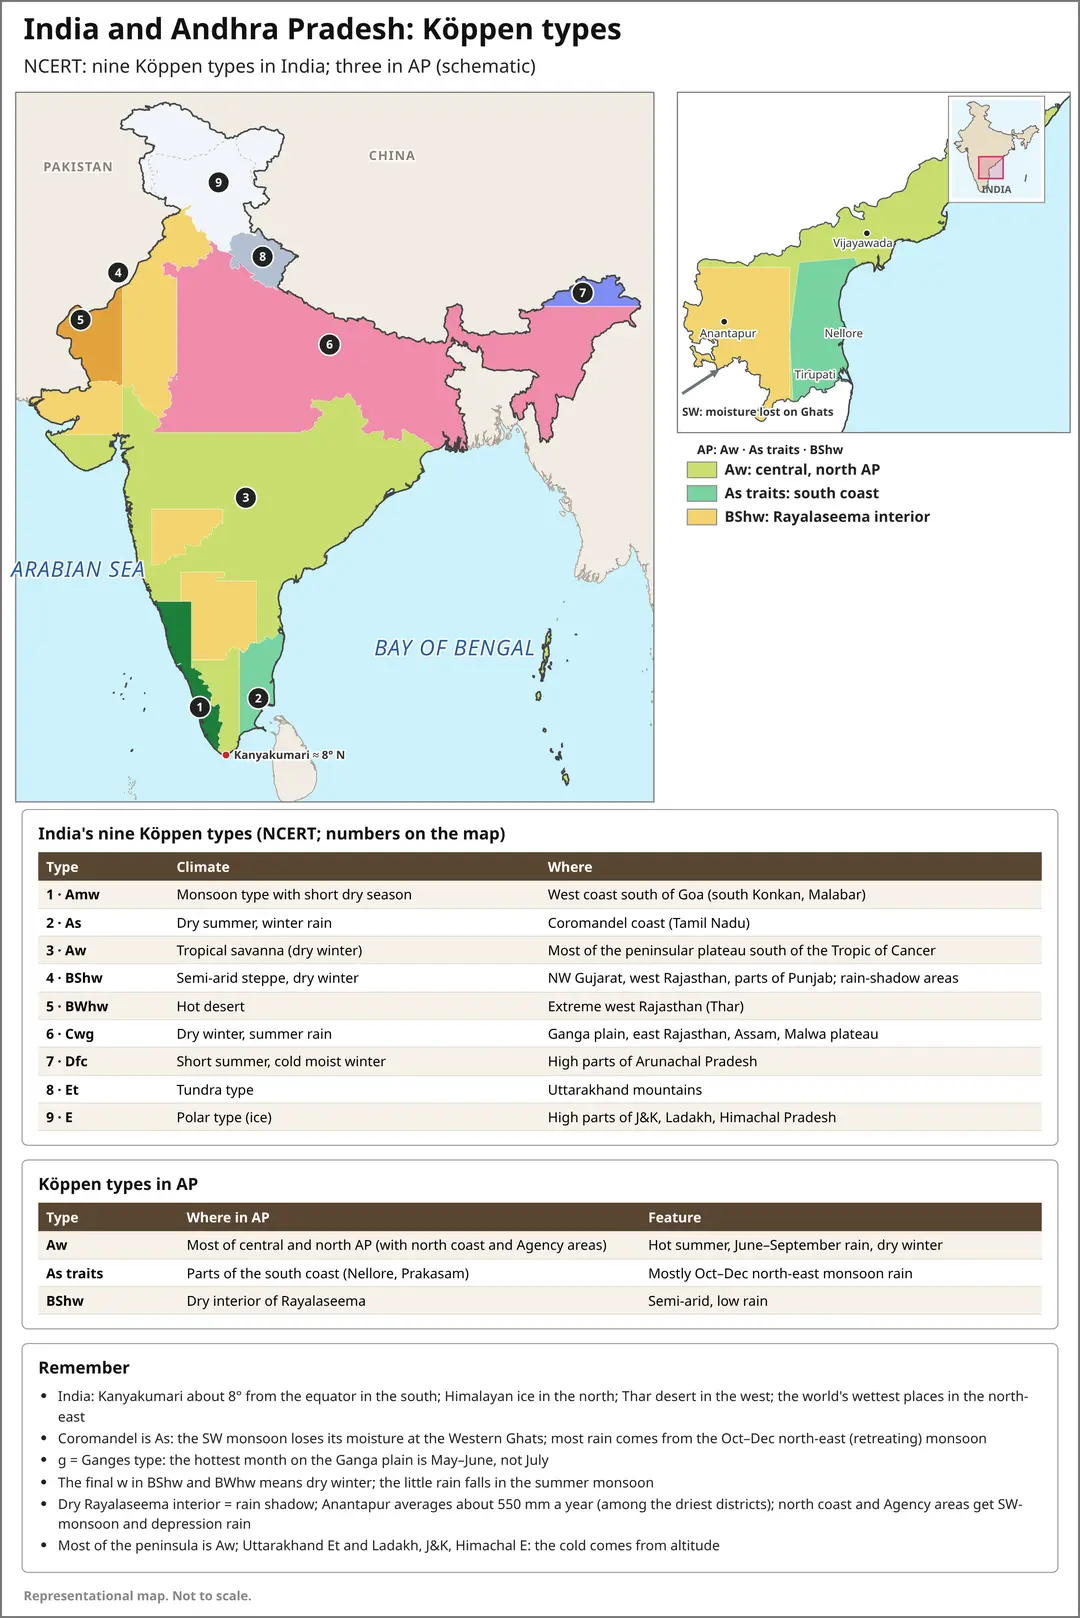 India and Andhra Pradesh: Köppen types
NCERT: nine Köppen types in India; three in AP (schematic)
PAKISTAN
CHINA
9
8
4
7
5
6
3
ARABIAN SEA
BAY OF BENGAL
2
1
Kanyakumari ≈ 8° N
INDIA
Vijayawada
Anantapur
Nellore
Tirupati
SW: moisture lost on Ghats
AP: Aw · As traits · BShw
Aw: central, north AP
As traits: south coast
BShw: Rayalaseema interior
India's nine Köppen types (NCERT; numbers on the map)
Type Climate Where
1 · Amw Monsoon type with short dry season West coast south of Goa (south Konkan, Malabar)
2 · As Dry summer, winter rain Coromandel coast (Tamil Nadu)
3 · Aw Tropical savanna (dry winter) Most of the peninsular plateau south of the Tropic of Cancer
4 · BShw Semi-arid steppe, dry winter NW Gujarat, west Rajasthan, parts of Punjab; rain-shadow areas
5 · BWhw Hot desert Extreme west Rajasthan (Thar)
6 · Cwg Dry winter, summer rain Ganga plain, east Rajasthan, Assam, Malwa plateau
7 · Dfc Short summer, cold moist winter High parts of Arunachal Pradesh
8 · Et Tundra type Uttarakhand mountains
9 · E Polar type (ice) High parts of J&K, Ladakh, Himachal Pradesh
Köppen types in AP
Type Where in AP Feature
Aw Most of central and north AP (with north coast and Agency areas) Hot summer, June–September rain, dry winter
As traits Parts of the south coast (Nellore, Prakasam) Mostly Oct–Dec north-east monsoon rain
BShw Dry interior of Rayalaseema Semi-arid, low rain
Remember
• India: Kanyakumari about 8° from the equator in the south; Himalayan ice in the north; Thar desert in the west; the world's wettest places in the north-
east
• Coromandel is As: the SW monsoon loses its moisture at the Western Ghats; most rain comes from the Oct–Dec north-east (retreating) monsoon
• g = Ganges type: the hottest month on the Ganga plain is May–June, not July
• The final w in BShw and BWhw means dry winter; the little rain falls in the summer monsoon
• Dry Rayalaseema interior = rain shadow; Anantapur averages about 550 mm a year (among the driest districts); north coast and Agency areas get SW-
monsoon and depression rain
• Most of the peninsula is Aw; Uttarakhand Et and Ladakh, J&K, Himachal E: the cold comes from altitude
Representational map. Not to scale.